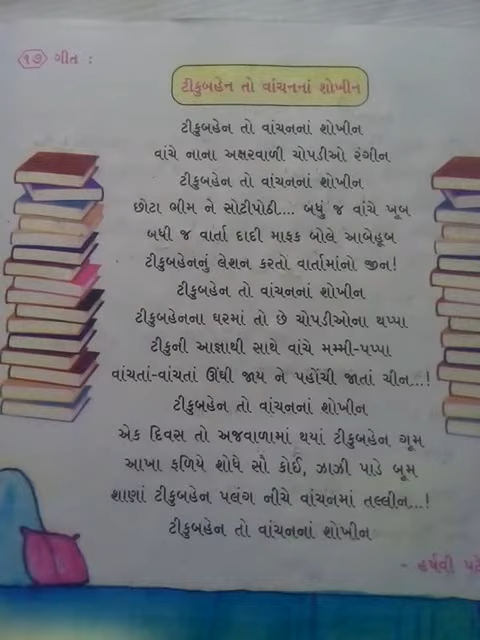 ૧૭ ગીત :
ટીકુબહેન તો વાંચનનાં શોખીન
ટીકુબહેન તો વાંચનનાં શોખીન
વાંચે નાના અક્ષરવાળી ચોપડીઓ રંગીન
ટીકુબહેન તો વાંચનનાં શોખીન
છોટા ભીમ ને સોટીપોઠી.... બધું જ વાંચે ખૂબ
બધી જ વાર્તા દાદી માફક બોલે આબેહૂબ
ટીકુબહેનનું લેશન કરતો વાર્તામાંનો જીન!
ટીકુબહેન તો વાંચનનાં શોખીન
ટીકુબહેનના ઘરમાં તો છે ચોપડીઓના થપ્પા
ટીકુની આજ્ઞાથી સાથે વાંચે મમ્મી-પપ્પા
વાંચતાં-વાંચતાં ઊંઘી જાય ને પહોંચી જાતાં ચીન...!
ટીકુબહેન તો વાંચનનાં શોખીન
એક દિવસ તો અજવાળામાં થયાં ટીકુબહેન ગૂમ
આખા ફળિયે શોધે સૌ કોઈ, ઝાઝી પાડે બૂમ
શાણાં ટીકુબહેન પલંગ નીચે વાંચનમાં તલ્લીન...!
ટીકુબહેન તો વાંચનનાં શોખીન
- હર્ષવી